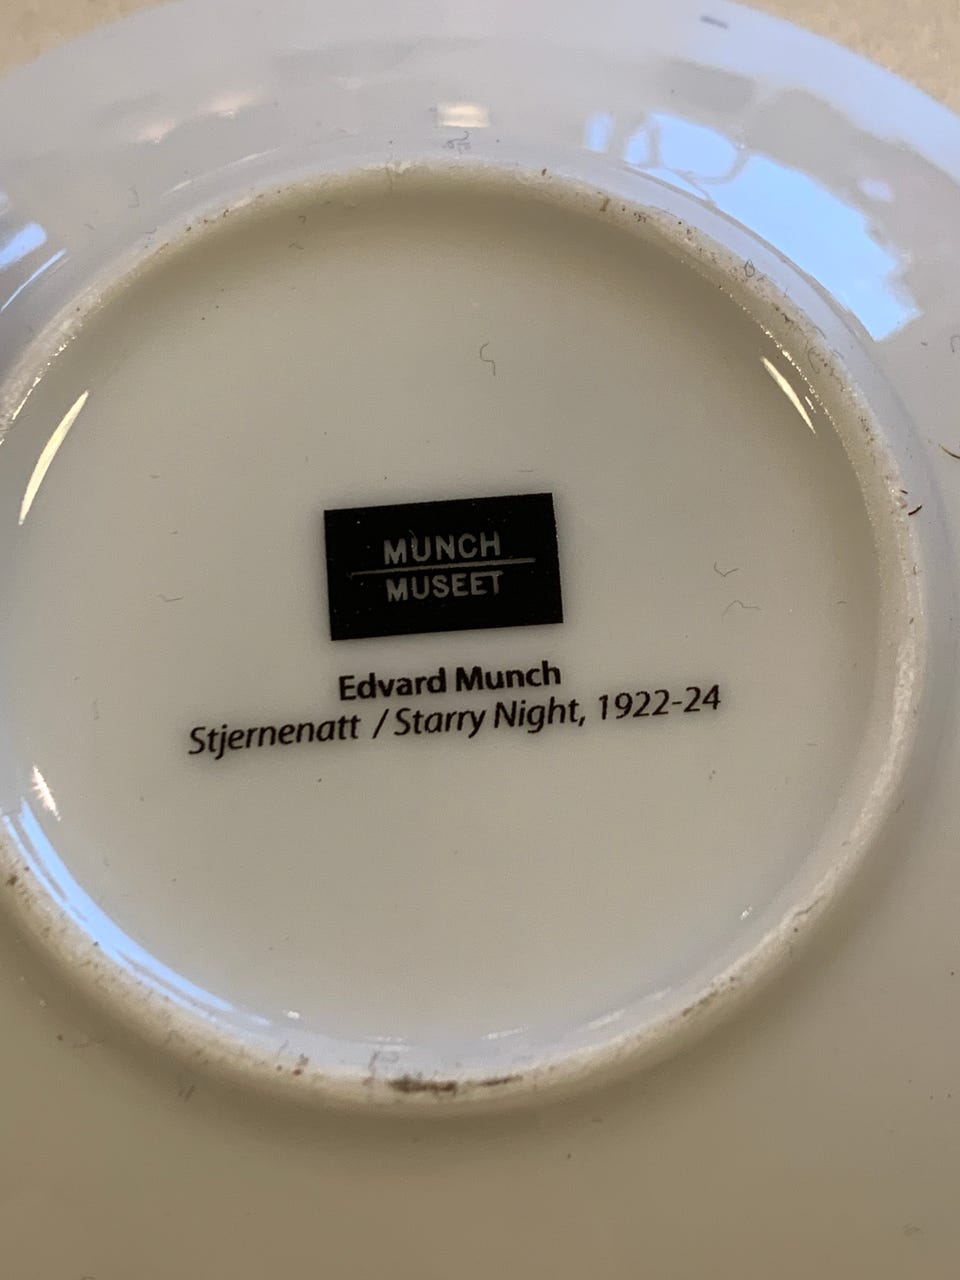 MUNCH
MUSEET
Edvard Munch
Stjernenatt / Starry Night, 1922-24